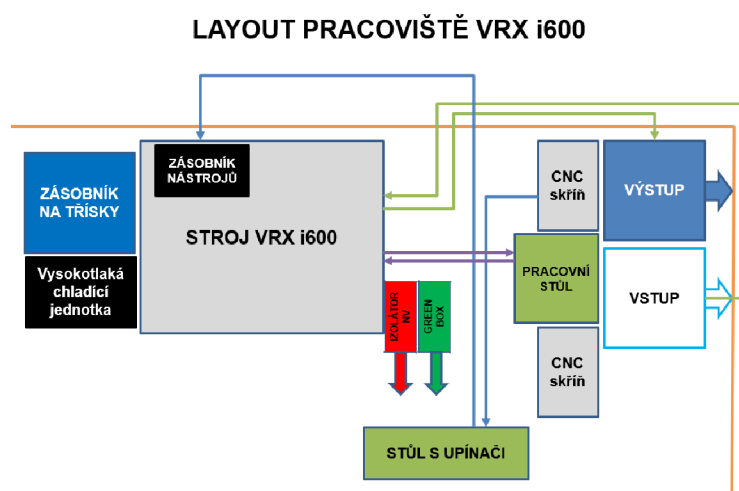 LAYOUT PRACOVIŠTĚ VRX i600
ZÁSOBNÍK
NÁSTROJŮ
ZÁSOBNÍK
NA TŘÍSKY
STROJ VRX i600
CNC
skříň
VÝSTUP
Vysokotlaká
chladící
jednotka
PRACOVNÍ
STŮL
VSTUP
IZOLÁTOR
NV
GREEN
BOX
CNC
skříň
STŮL S UPÍNAČI